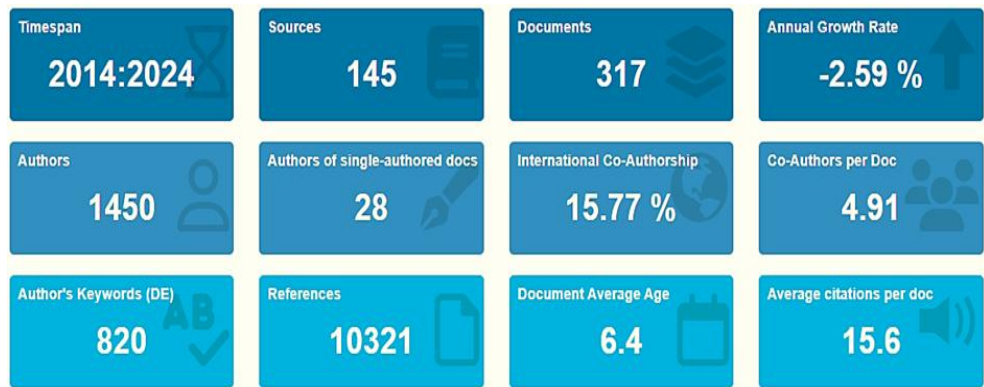 Timespan
2014:2024
Sources
145
Documents
317
Annual Growth Rate
-2.59 %
Authors
1450
Authors of single-authored docs
28
International Co-Authorship
15.77 %
Co-Authors per Doc
4.91
Author's Keywords (DE)
AB
820
References
10321
Document Average Age
6.4
Average citations per doc
15.6